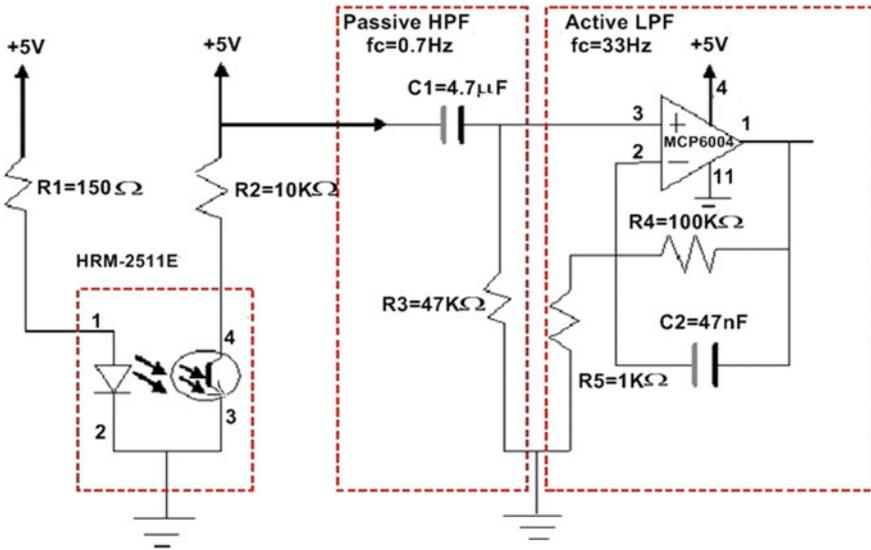 Passive HPF
fc=0.7Hz
Active LPF
fc=33Hz
+5V
+5V
+5V
C1=4.7μF
4
3
1
2
MCP6004
11
R1=150Ω
R2=10KΩ
R4=100KΩ
HRM-2511E
R3=47KΩ
C2=47nF
1
4
R5=1KΩ
2
3